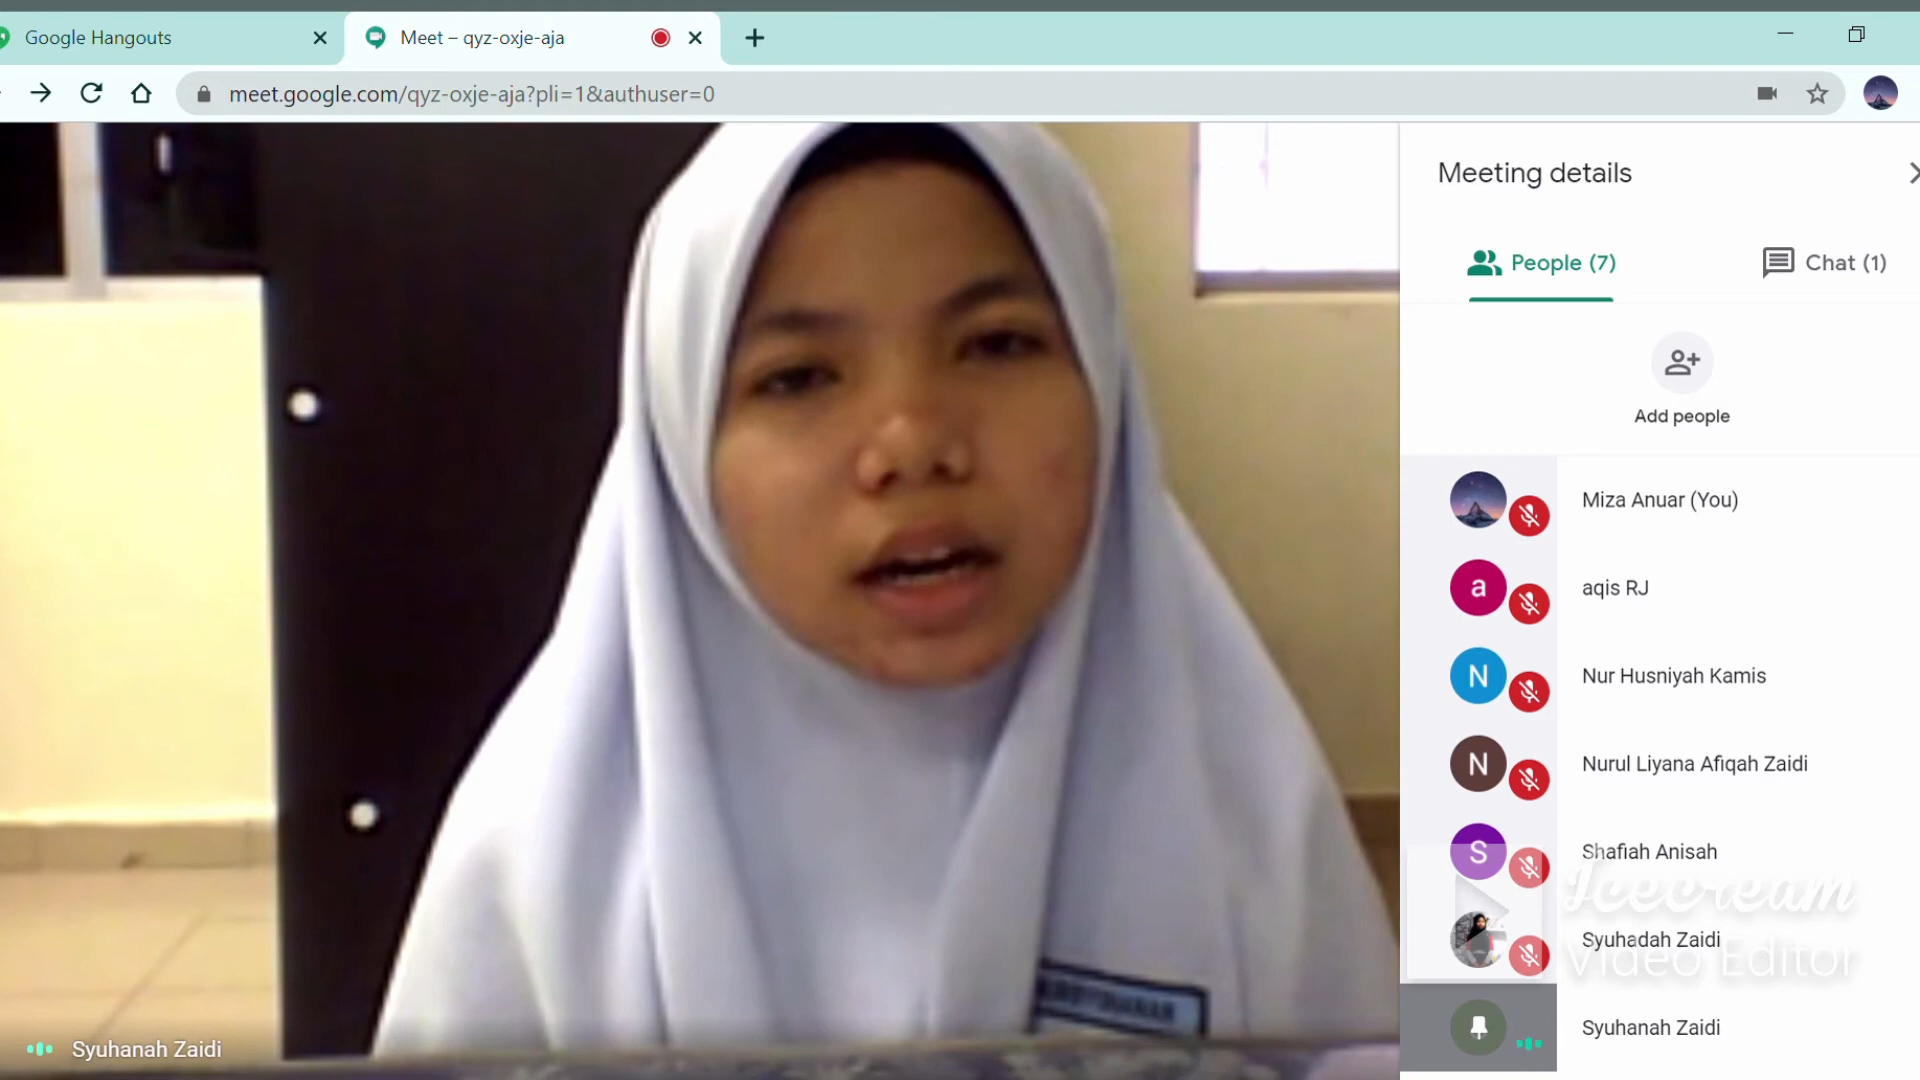 Google Hangouts
Meet – qyz-oxje-aja
meet.google.com/qyz-oxje-aja?pli=1&authuser=0
Meeting details
People (7)
Chat (1)
Add people
Miza Anuar (You)
a
aqis RJ
N
Nur Husniyah Kamis
N
Nurul Liyana Afiqah Zaidi
S
Shafiah Anisah
Icecream
Syuhadah Zaidi
Video Editor
Syuhanah Zaidi
Syuhanah Zaidi